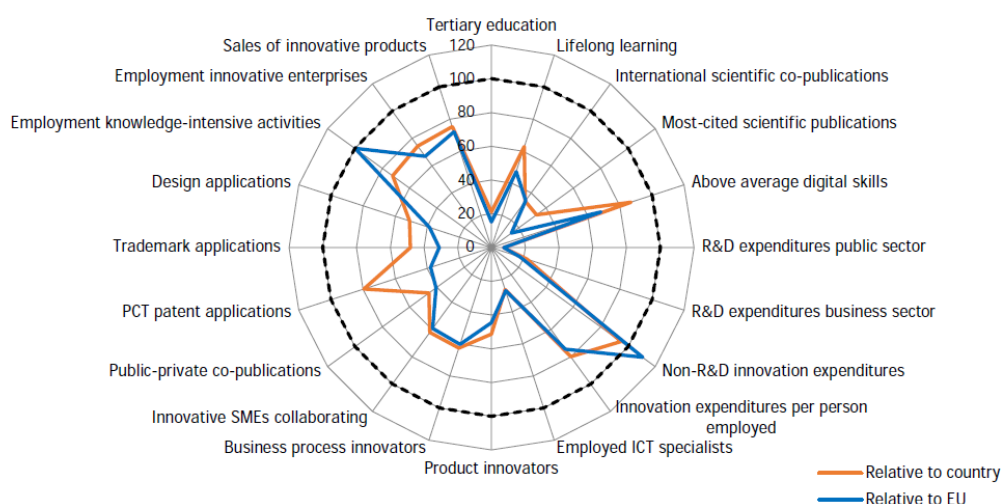 Tertiary education
Sales of innovative products
Lifelong learning
Employment innovative enterprises
International scientific co-publications
Employment knowledge-intensive activities
Most-cited scientific publications
Design applications
Above average digital skills
Trademark applications
R&D expenditures public sector
PCT patent applications
R&D expenditures business sector
Public-private co-publications
Non-R&D innovation expenditures
Innovative SMEs collaborating
Innovation expenditures per person
employed
Business process innovators
Employed ICT specialists
Product innovators
120
100
80
60
40
20
0
Relative to country
Relative to EU